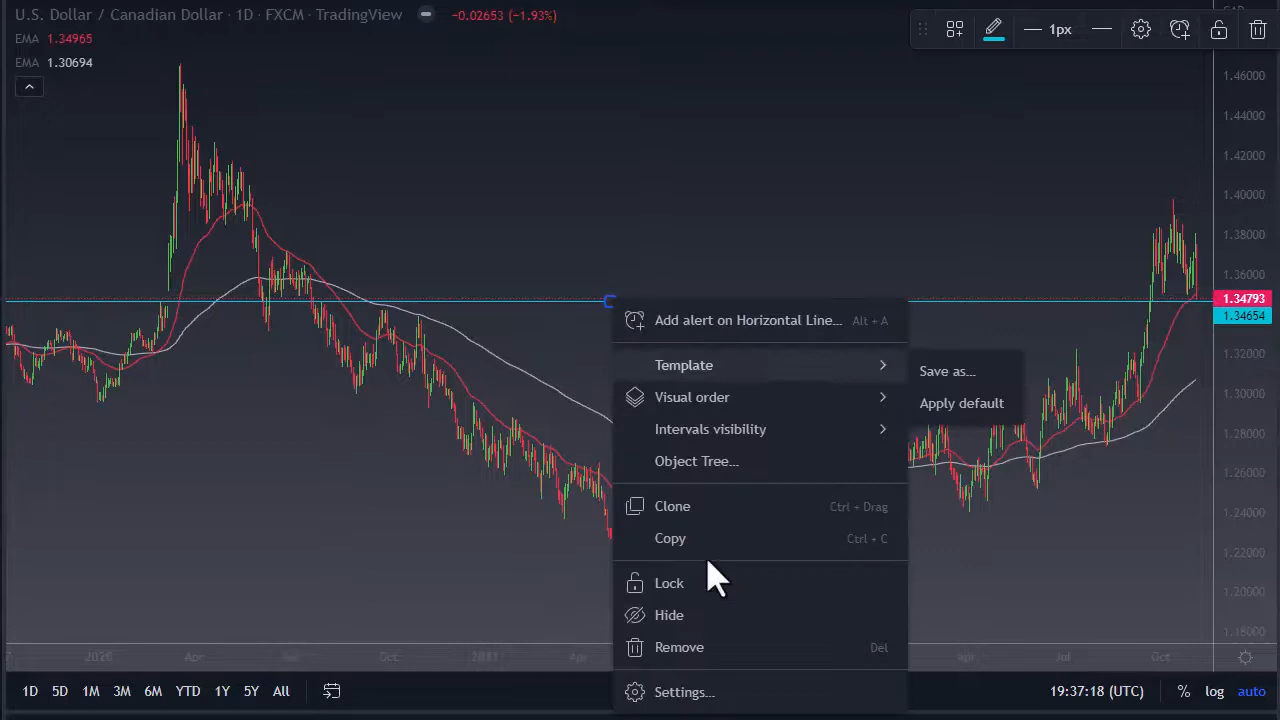 U.S. Dollar / Canadian Dollar · 1D · FXCM · TradingView
−0.02653 (−1.93%)
EMA 1.34965
EMA 1.30694
1px
1.46000
1.44000
1.42000
1.40000
1.38000
1.36000
1.34793
1.34654
1.32000
1.30000
1.28000
1.26000
1.24000
1.22000
1.20000
1.18000
Add alert on Horizontal Line... Alt + A
Template
Save as...
Apply default
Visual order
Intervals visibility
Object Tree...
Clone Ctrl + Drag
Copy Ctrl + C
Lock
Hide
Remove Del
Settings...
Apr Oct Apr Apr Jul Oct
1D 5D 1M 3M 6M YTD 1Y 5Y All
19:37:18 (UTC) % log auto